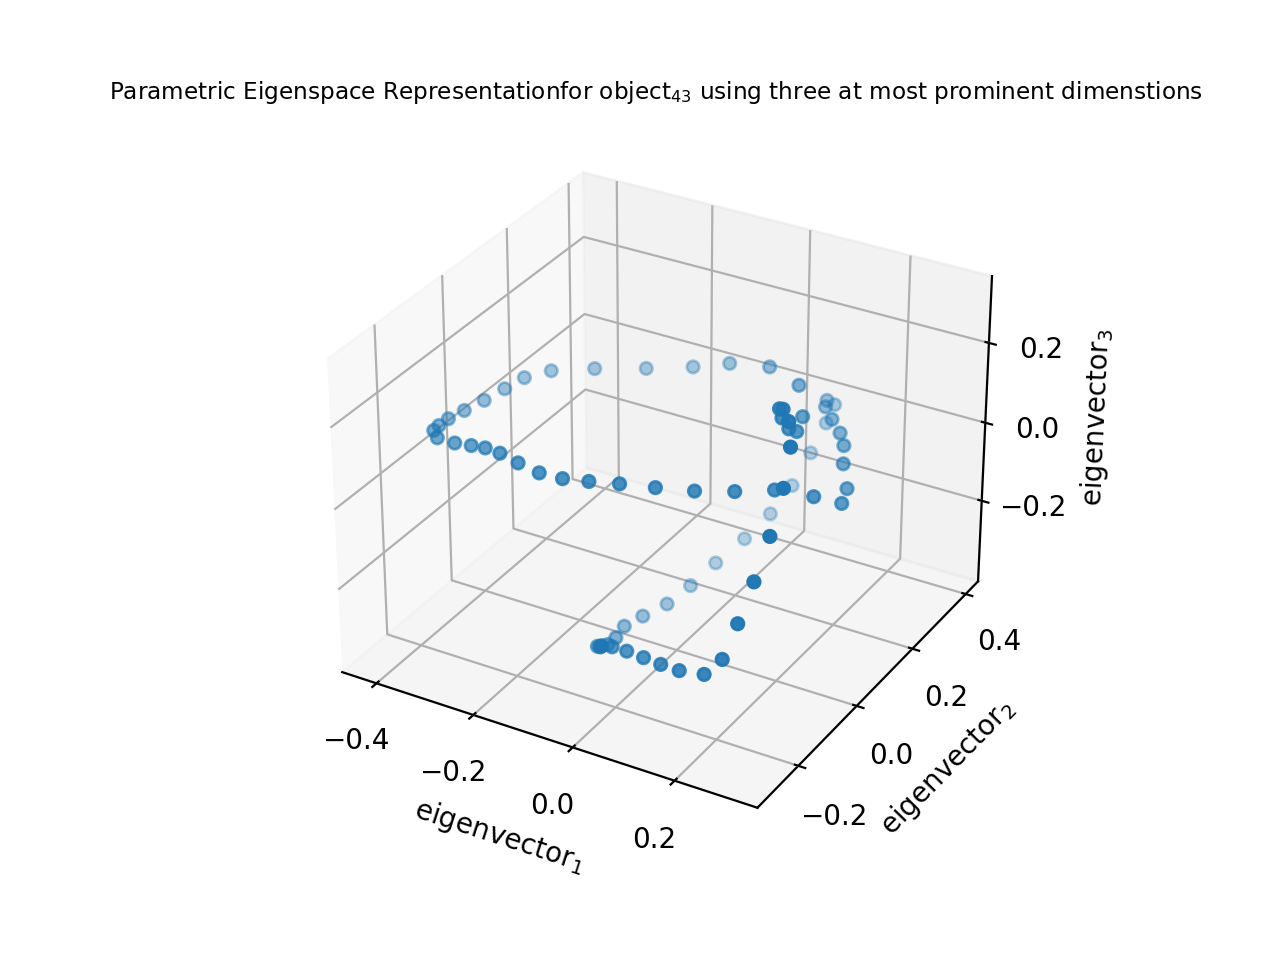 Parametric Eigenspace Representationfor object₄₃ using three at most prominent dimenstions
0.2
0.0
−0.2
eigenvector₃
0.4
0.2
0.0
−0.2
eigenvector₂
−0.4
−0.2
0.0
0.2
eigenvector₁